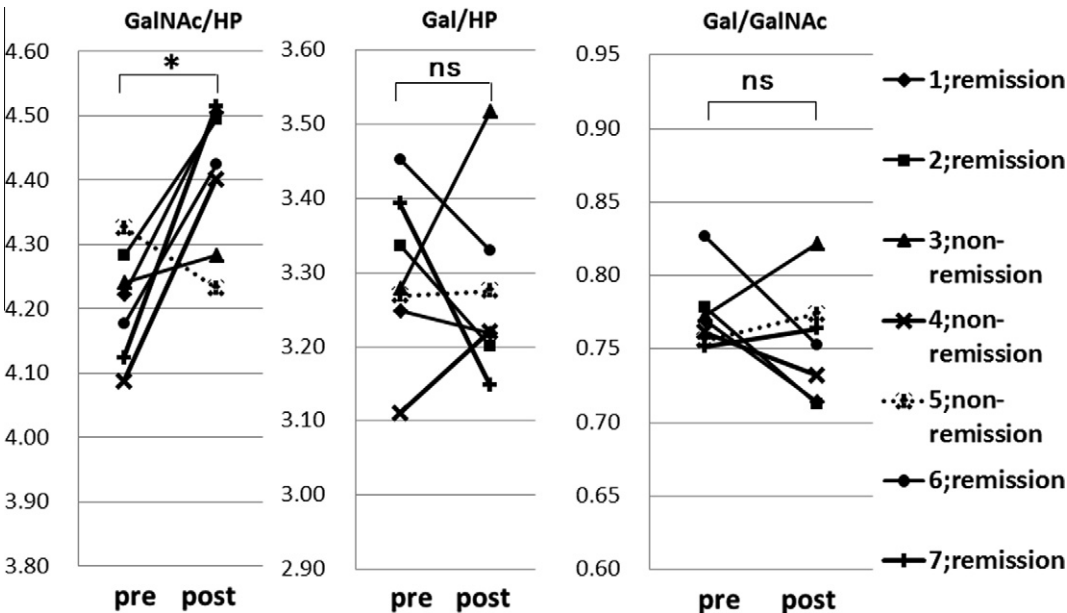 GalNAc/HP
4.60
4.50
4.40
4.30
4.20
4.10
4.00
3.90
3.80
*
pre post
Gal/HP
3.60
3.50
3.40
3.30
3.20
3.10
3.00
2.90
ns
pre post
Gal/GalNAc
0.95
0.90
0.85
0.80
0.75
0.70
0.65
0.60
ns
pre post
1;remission
2;remission
3;non-
remission
4;non-
remission
5;non-
remission
6;remission
7;remission